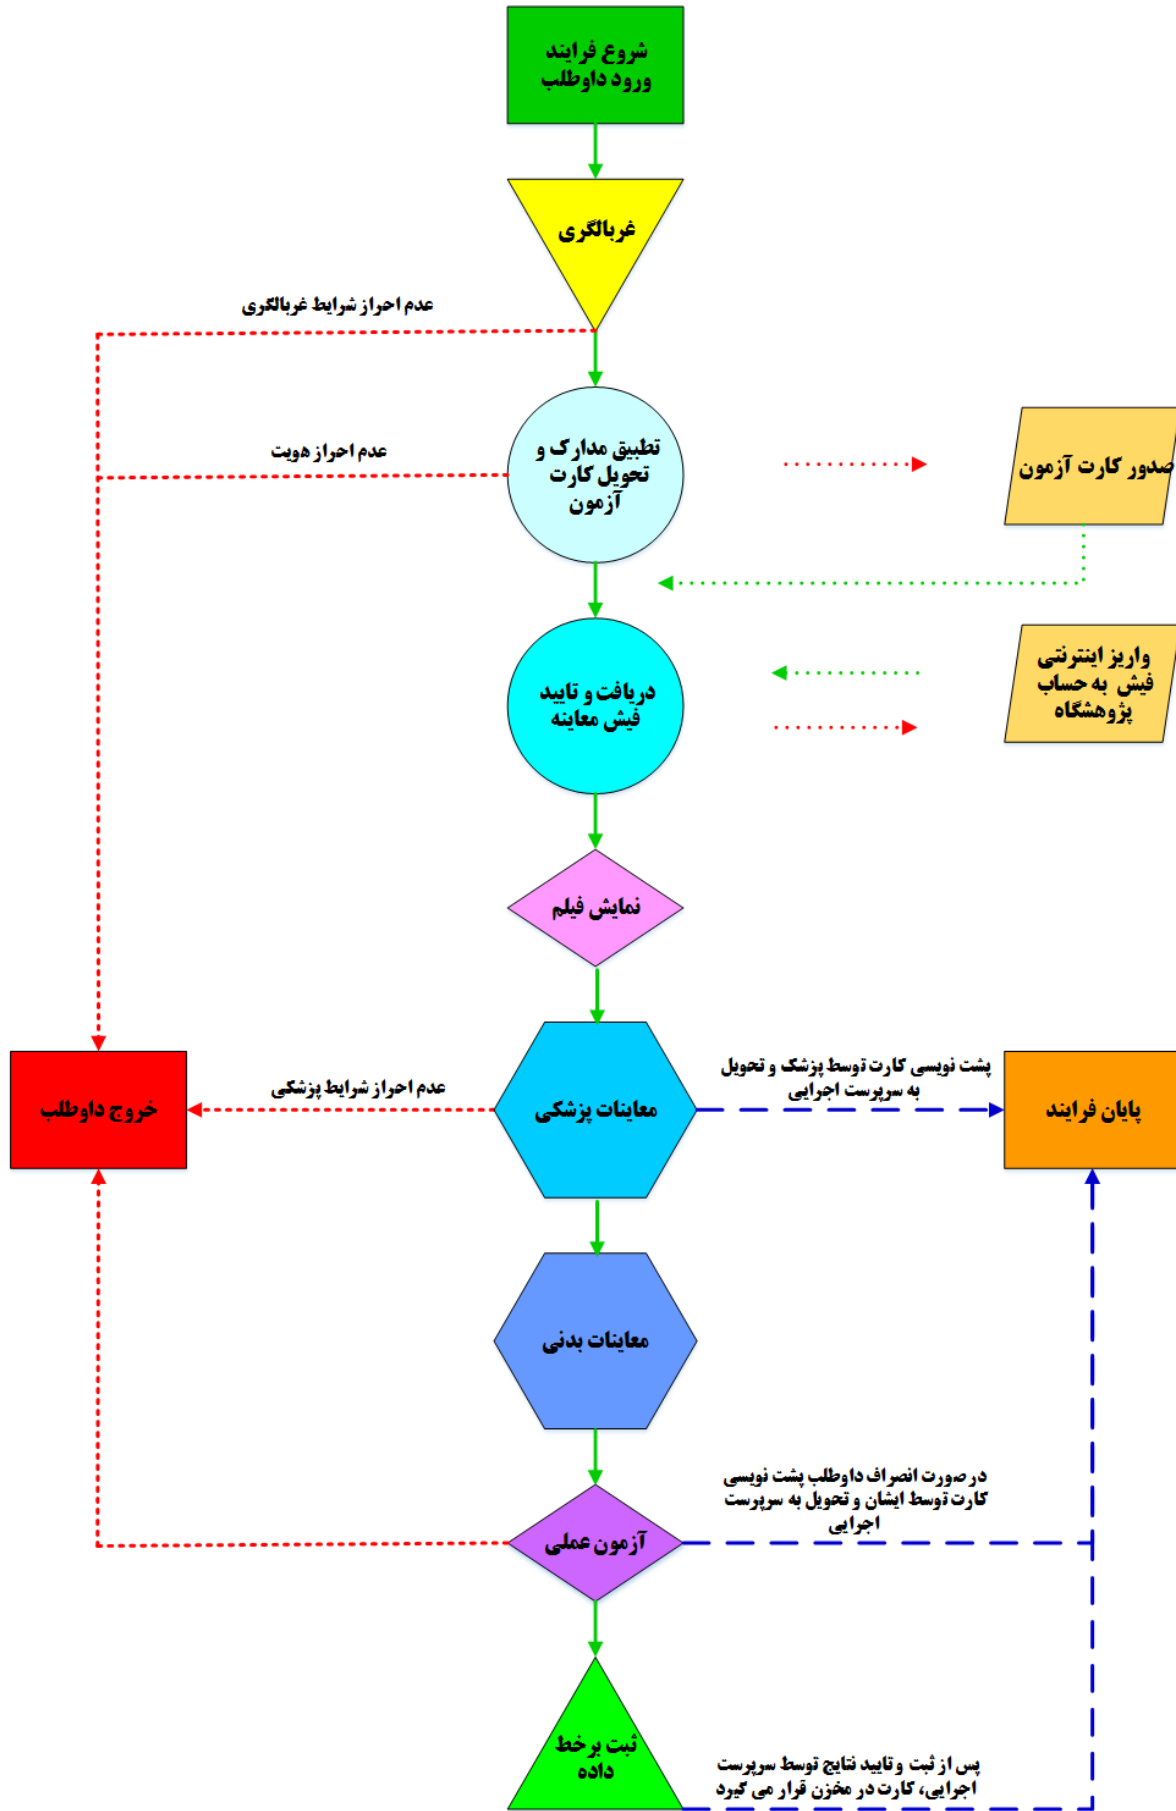 شروع فرایند
ورود داوطلب
غربالگری
عدم احراز شرایط غربالگری
تطبیق مدارک و
تحویل کارت
آزمون
عدم احراز هویت
صدور کارت آزمون
دریافت و تایید
فیش معاینه
واریز اینترنتی
فیش به حساب
پژوهشگاه
نمایش فیلم
معاینات پزشکی
عدم احراز شرایط پزشکی
خروج داوطلب
پشت نویسی کارت توسط پزشک و تحویل
به سرپرست اجرایی
پایان فرایند
معاینات بدنی
آزمون عملی
در صورت انصراف داوطلب پشت نویسی
کارت توسط ایشان و تحویل به سرپرست
اجرایی
ثبت برخط
داده
پس از ثبت و تایید نتایج توسط سرپرست
اجرایی، کارت در مخزن قرار می گیرد